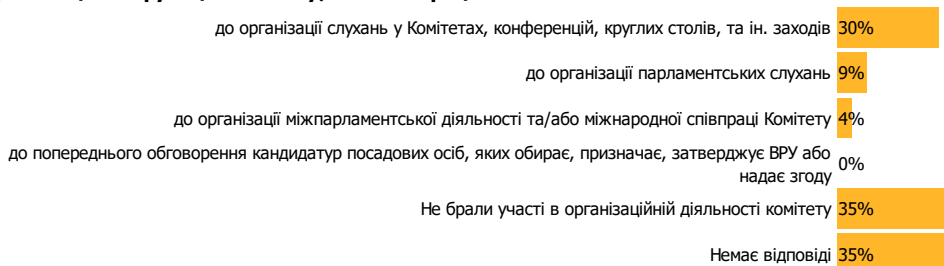 до організації слухань у Комітетах, конференцій, круглих столів, та ін. заходів 30%
до організації парламентських слухань 9%
до організації міжпарламентської діяльності та/або міжнародної співпраці Комітету 4%
до попереднього обговорення кандидатур посадових осіб, яких обирає, призначає, затверджує ВРУ або
надає згоду 0%
Не брали участі в організаційній діяльності комітету 35%
Немає відповіді 35%